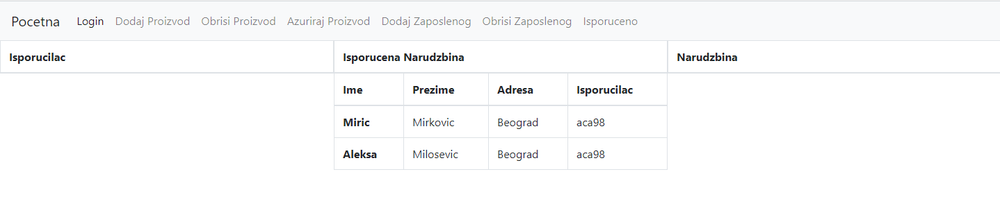 Pocetna Login Dodaj Proizvod Obrisi Proizvod Azuriraj Proizvod Dodaj Zaposlenog Obrisi Zaposlenog Isporuceno
Isporucilac Isporucena Narudzbina Narudzbina
Ime Prezime Adresa Isporucilac
Miric Mirkovic Beograd aca98
Aleksa Milosevic Beograd aca98